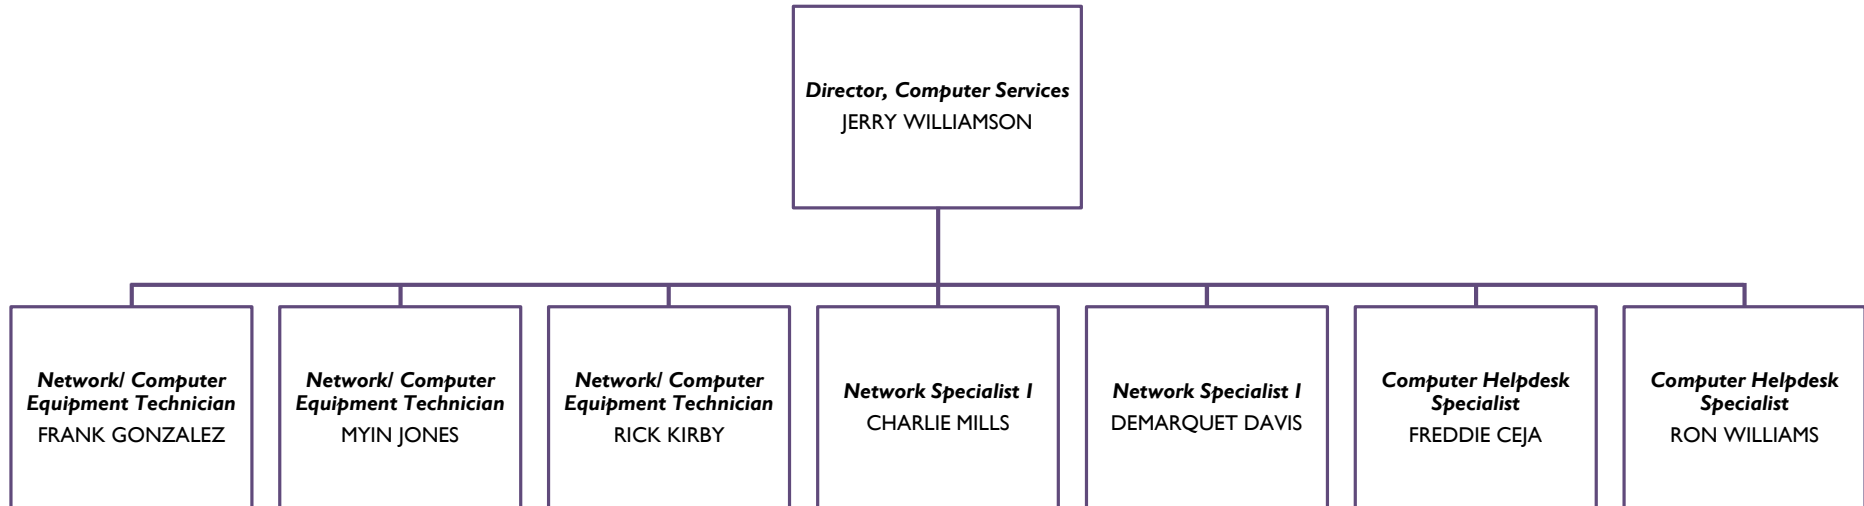 Director, Computer Services
JERRY WILLIAMSON
Network/ Computer
Equipment Technician
FRANK GONZALEZ
Network/ Computer
Equipment Technician
MYIN JONES
Network/ Computer
Equipment Technician
RICK KIRBY
Network Specialist I
CHARLIE MILLS
Network Specialist I
DEMARQUET DAVIS
Computer Helpdesk
Specialist
FREDDIE CEJA
Computer Helpdesk
Specialist
RON WILLIAMS